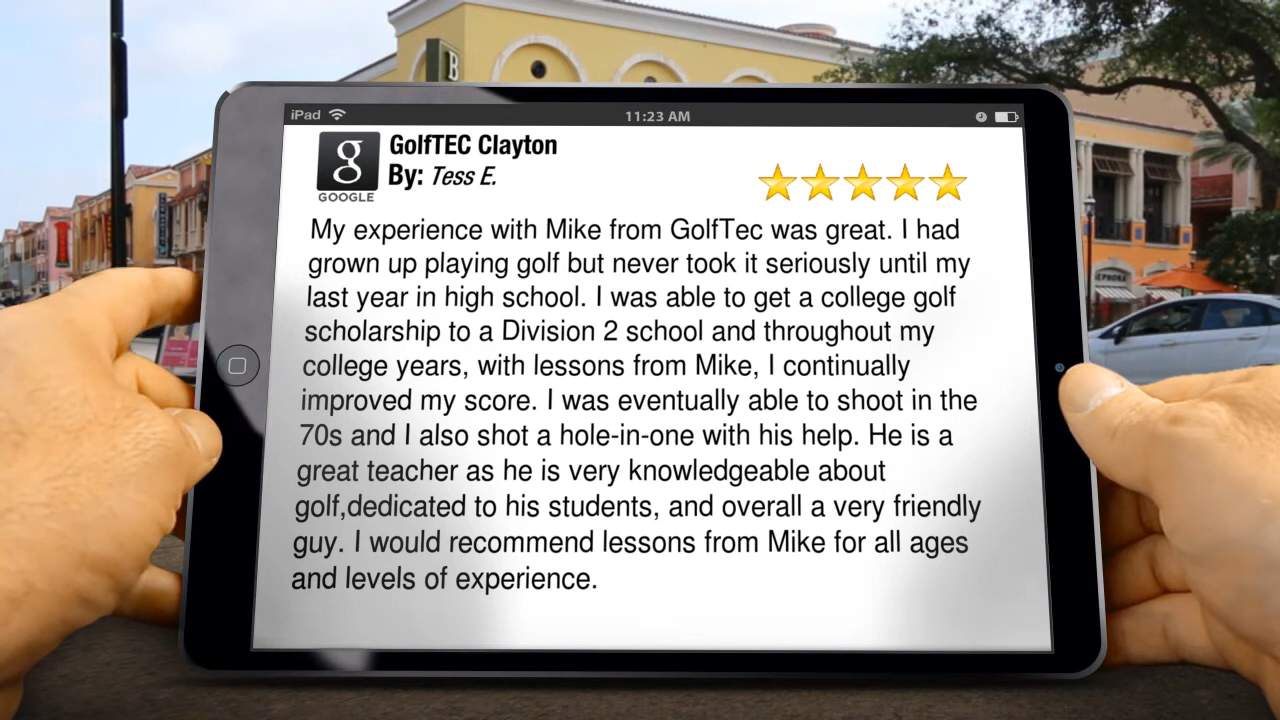 iPad 11:23 AM
g
GOOGLE
GolfTEC Clayton
By: Tess E.
My experience with Mike from GolfTec was great. I had
grown up playing golf but never took it seriously until my
last year in high school. I was able to get a college golf
scholarship to a Division 2 school and throughout my
college years, with lessons from Mike, I continually
improved my score. I was eventually able to shoot in the
70s and I also shot a hole-in-one with his help. He is a
great teacher as he is very knowledgeable about
golf,dedicated to his students, and overall a very friendly
guy. I would recommend lessons from Mike for all ages
and levels of experience.
B
SEPHORA